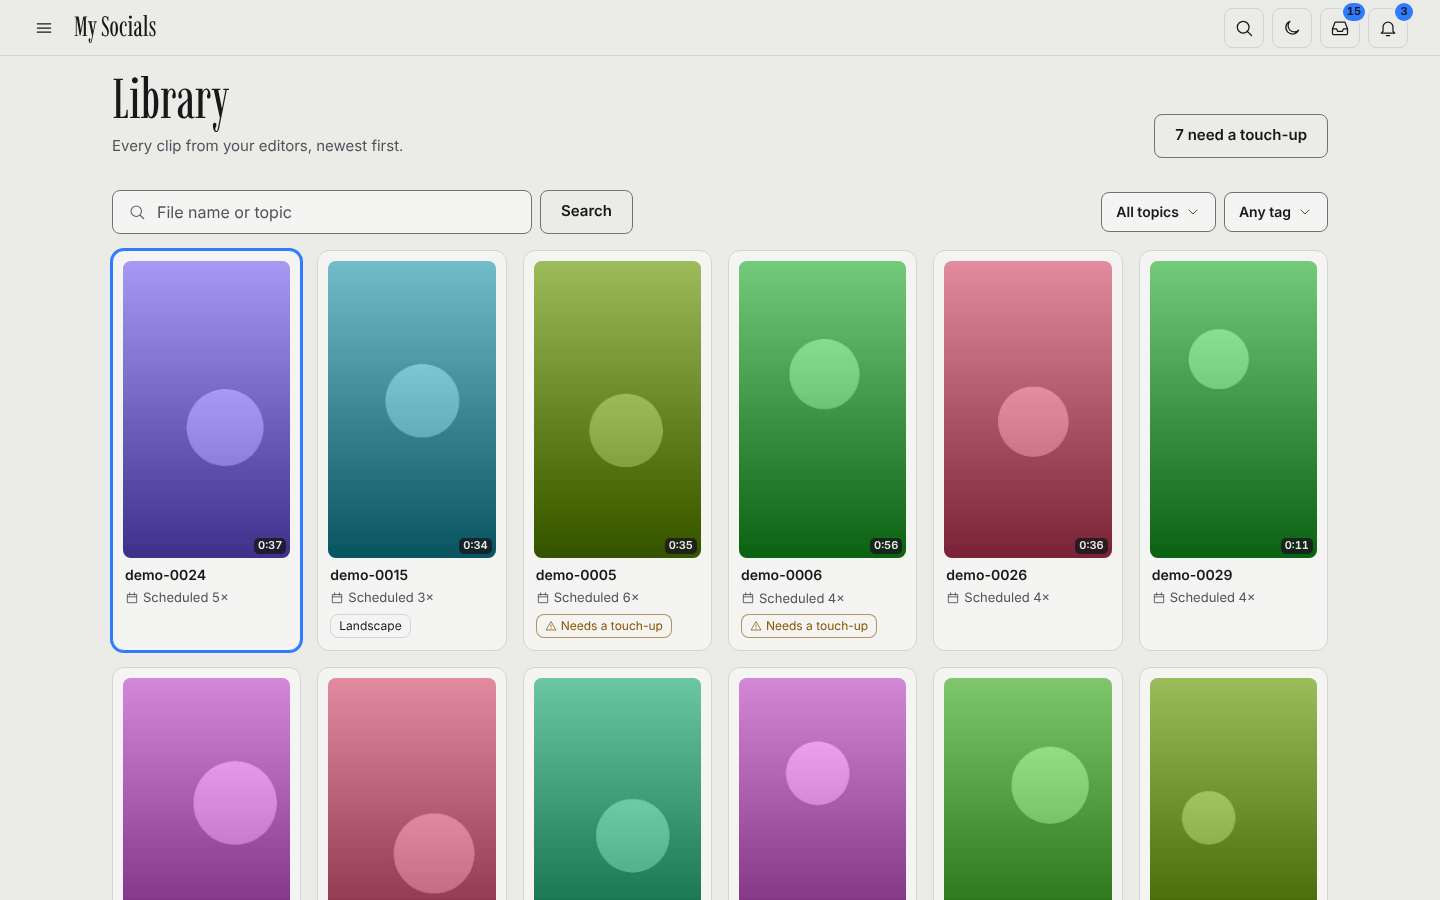 My Socials
15
3
Library
Every clip from your editors, newest first.
7 need a touch-up
File name or topic
Search
All topics
Any tag
0:37
0:34
0:35
0:56
0:36
0:11
demo-0024
demo-0015
demo-0005
demo-0006
demo-0026
demo-0029
Scheduled 5×
Scheduled 3×
Scheduled 6×
Scheduled 4×
Scheduled 4×
Scheduled 4×
Landscape
Needs a touch-up
Needs a touch-up